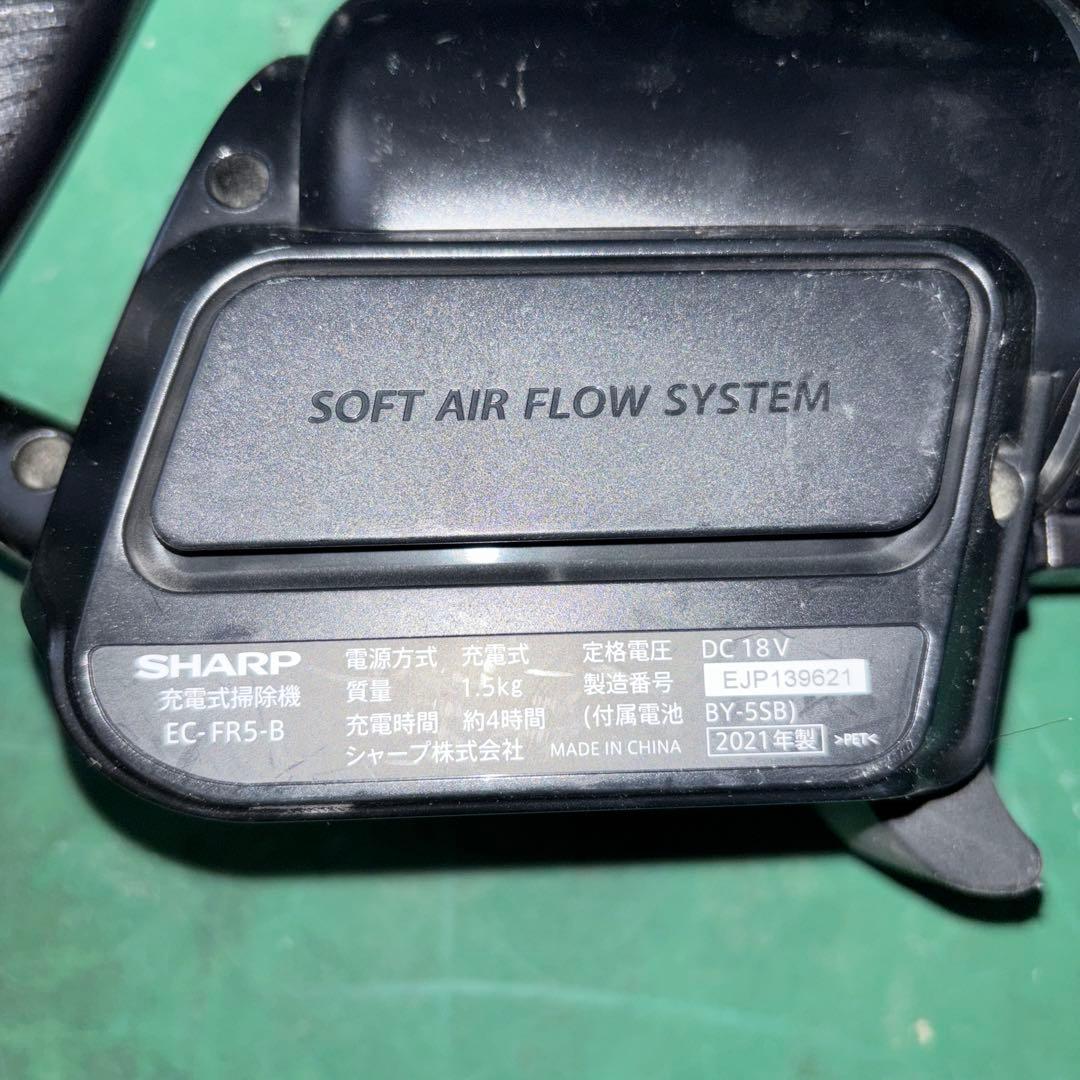 SOFT AIR FLOW SYSTEM
SHARP
充電式掃除機
EC-FR5-B
電源方式 充電式 定格電圧 DC 18V
質量 1.5kg 製造番号 EJP139621
充電時間 約4時間 (付属電池 BY-5SB)
シャープ株式会社 MADE IN CHINA 2021年製 >PET<